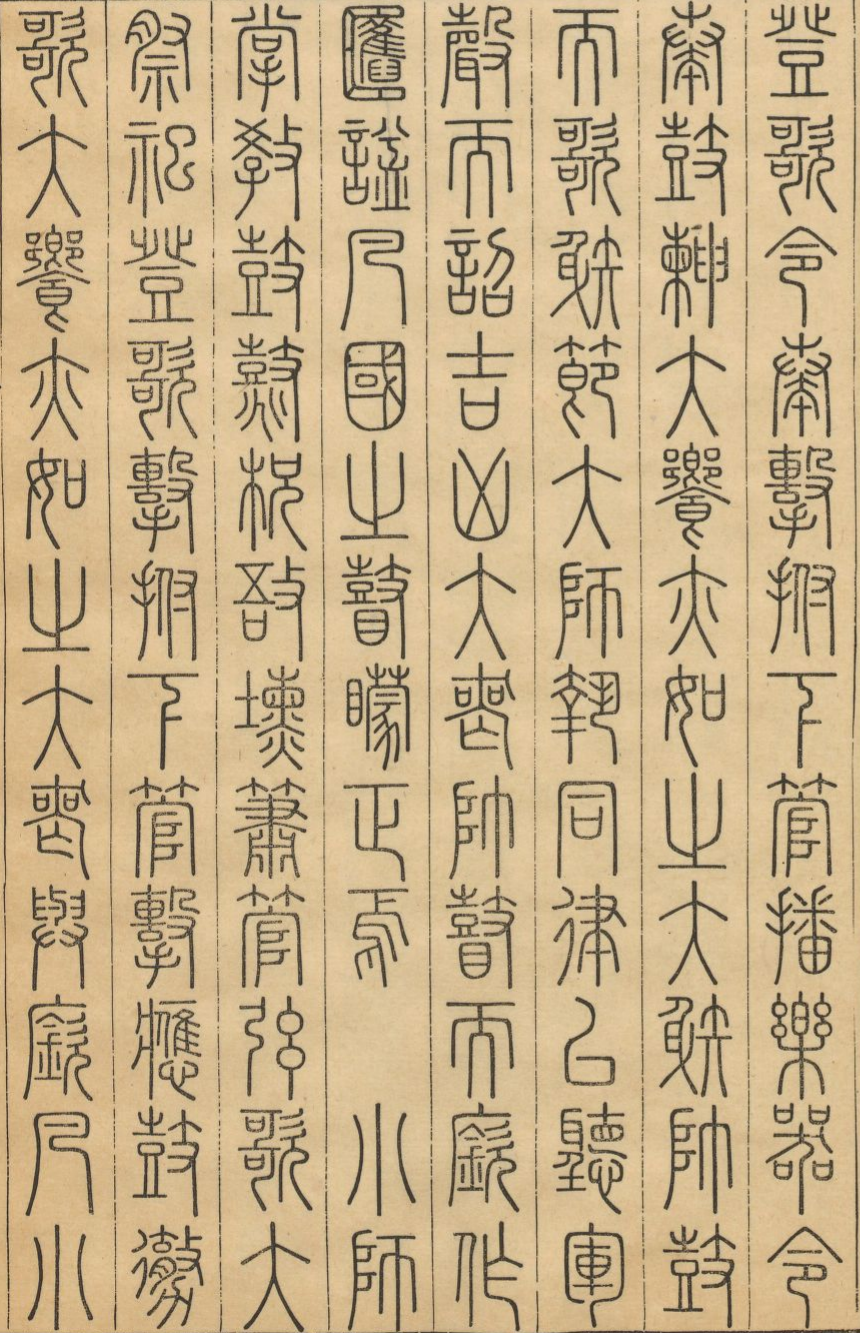 登歌令奏擊拊下管播樂器令
奏鼓朄大饗亦如之大射帥鼓
而歌射節大師執同律以聽軍
聲而詔吉凶大喪帥瞽而廞作
匶謚凡國之瞽矇正焉　小師
掌教鼓鼗柷敔壎簫管弦歌大
祭祀登歌擊拊下管擊應鼓徹
歌大饗亦如之大喪與廞凡小